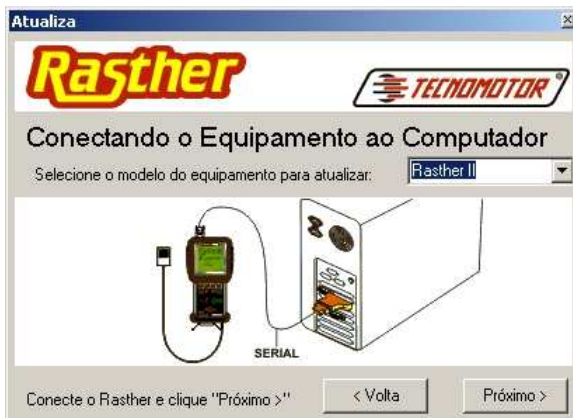 Atualiza
Rasther
TECNOMOTOR®
Conectando o Equipamento ao Computador
Selecione o modelo do equipamento para atualizar:
Rasther II
SERIAL
Conecte o Rasther e clique "Próximo >"
< Volta
Próximo >